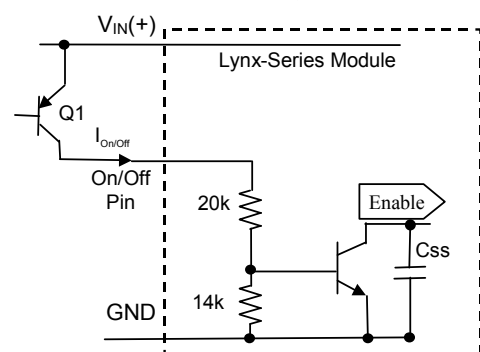 VIN(+)
Lynx-Series Module
Q1
IOn/Off
On/Off
Pin
20k
Enable
Css
14k
GND